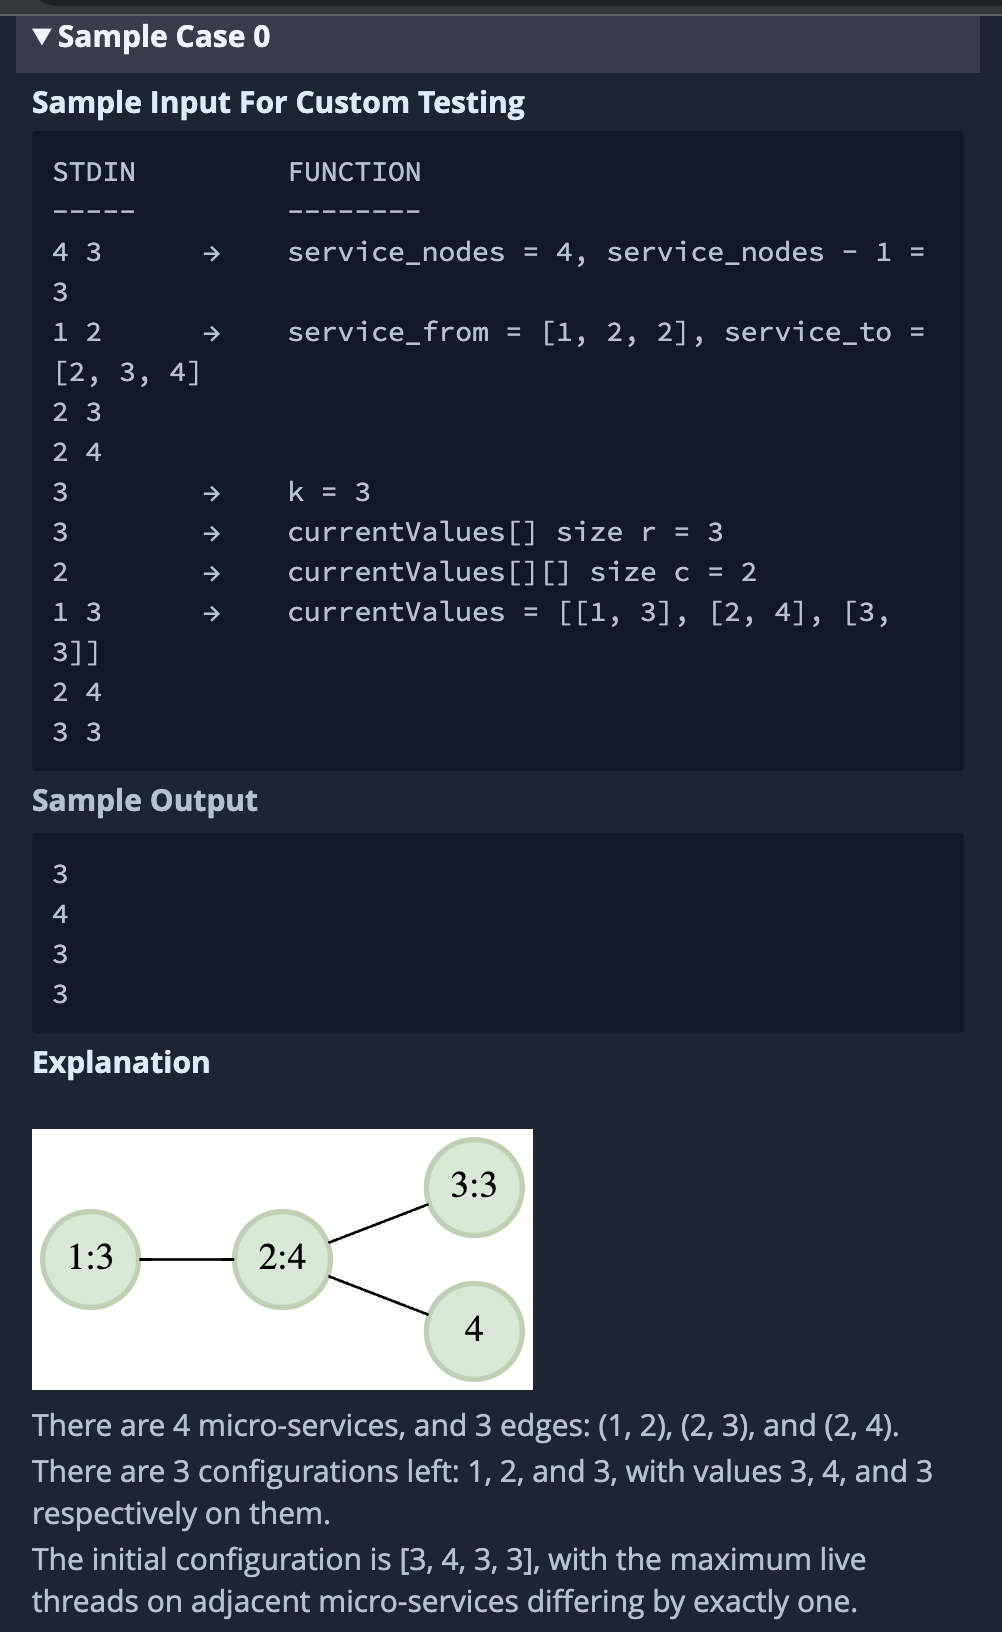 ▼ Sample Case 0
Sample Input For Custom Testing
STDIN FUNCTION
----- --------
4 3 → service_nodes = 4, service_nodes - 1 =
3
1 2 → service_from = [1, 2, 2], service_to =
[2, 3, 4]
2 3
2 4
3 → k = 3
3 → currentValues[] size r = 3
2 → currentValues[][] size c = 2
1 3 → currentValues = [[1, 3], [2, 4], [3,
3]]
2 4
3 3
Sample Output
3
4
3
3
Explanation
3:3
1:3 2:4
4
There are 4 micro-services, and 3 edges: (1, 2), (2, 3), and (2, 4).
There are 3 configurations left: 1, 2, and 3, with values 3, 4, and 3
respectively on them.
The initial configuration is [3, 4, 3, 3], with the maximum live
threads on adjacent micro-services differing by exactly one.